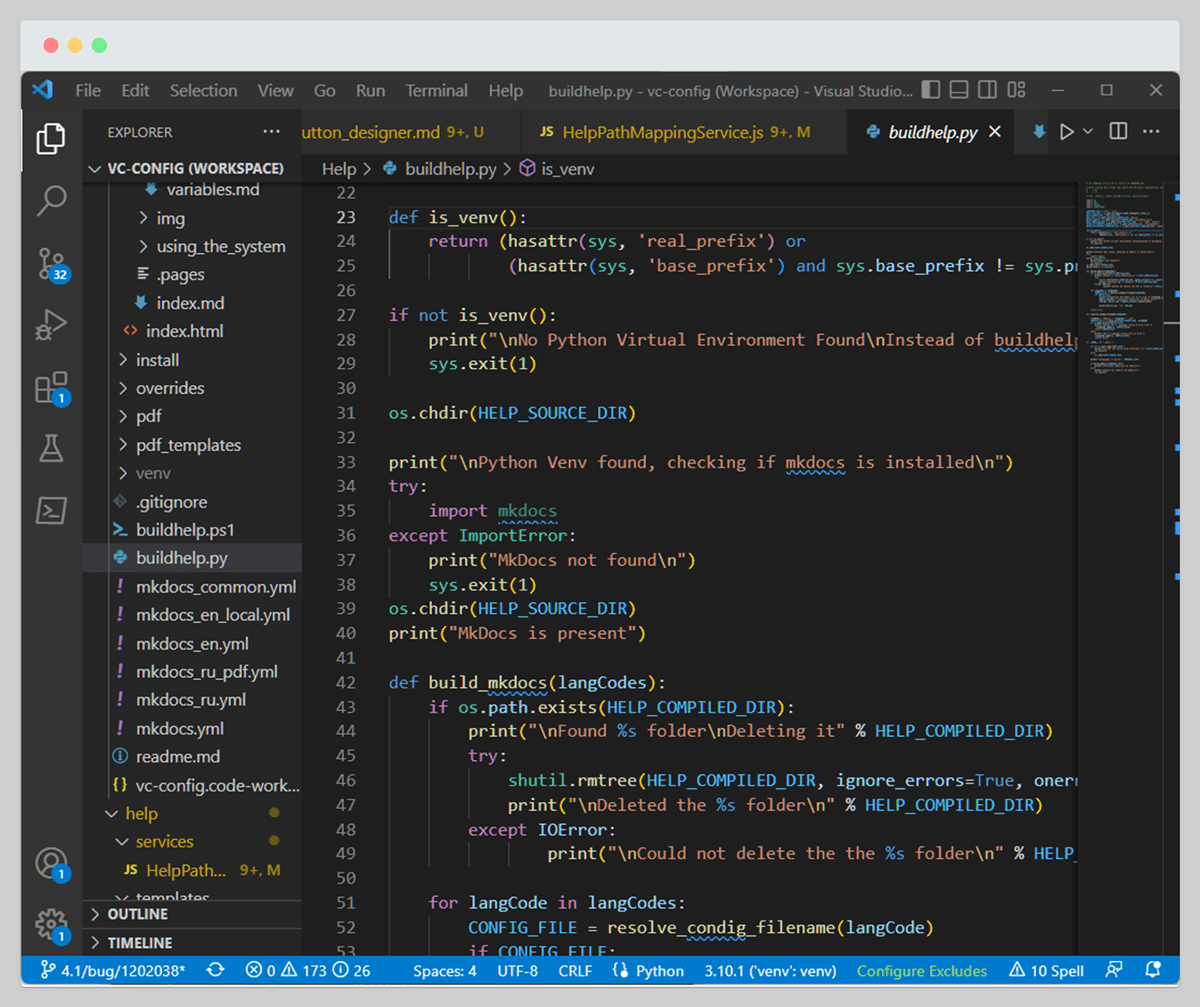 File Edit Selection View Go Run Terminal Help buildhelp.py - vc-config (Workspace) - Visual Studio...
EXPLORER ...
utton_designer.md 9+, U
JS HelpPathMappingService.js 9+, M
buildhelp.py
VC-CONFIG (WORKSPACE)
Help > buildhelp.py > is_venv
variables.md
img
using_the_system
.pages
index.md
index.html
install
overrides
pdf
pdf_templates
venv
.gitignore
buildhelp.ps1
buildhelp.py
! mkdocs_common.yml
! mkdocs_en_local.yml
! mkdocs_en.yml
! mkdocs_ru_pdf.yml
! mkdocs_ru.yml
! mkdocs.yml
readme.md
{} vc-config.code-work...
help
services
JS HelpPath... 9+, M
templates
OUTLINE
TIMELINE
32
1
1
1
22
23 def is_venv():
24 return (hasattr(sys, 'real_prefix') or
25 (hasattr(sys, 'base_prefix') and sys.base_prefix != sys.pr
26
27 if not is_venv():
28 print("\nNo Python Virtual Environment Found\nInstead of buildhelp
29 sys.exit(1)
30
31 os.chdir(HELP_SOURCE_DIR)
32
33 print("\nPython Venv found, checking if mkdocs is installed\n")
34 try:
35 import mkdocs
36 except ImportError:
37 print("MkDocs not found\n")
38 sys.exit(1)
39 os.chdir(HELP_SOURCE_DIR)
40 print("MkDocs is present")
41
42 def build_mkdocs(langCodes):
43 if os.path.exists(HELP_COMPILED_DIR):
44 print("\nFound %s folder\nDeleting it" % HELP_COMPILED_DIR)
45 try:
46 shutil.rmtree(HELP_COMPILED_DIR, ignore_errors=True, onerr
47 print("\nDeleted the %s folder\n" % HELP_COMPILED_DIR)
48 except IOError:
49 print("\nCould not delete the the %s folder\n" % HELP_
50
51 for langCode in langCodes:
52 CONFIG_FILE = resolve_condig_filename(langCode)
53 if CONFIG_FILE:
4.1/bug/1202038* 0 173 26 Spaces: 4 UTF-8 CRLF Python 3.10.1 ('venv': venv) Configure Excludes 10 Spell